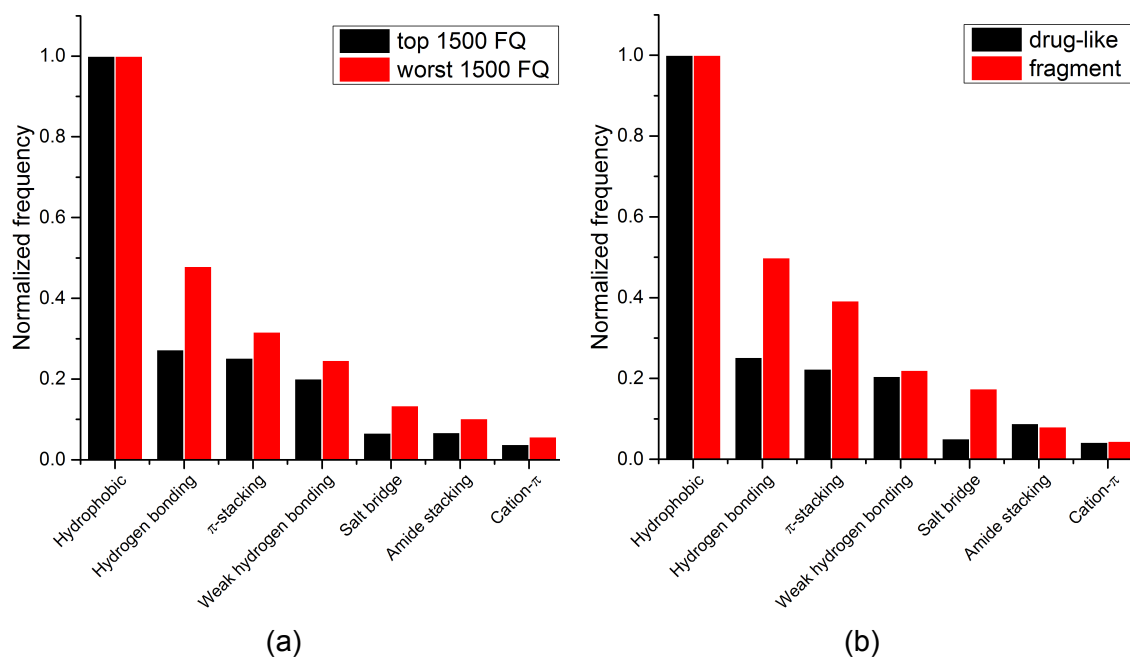 top 1500 FQ
worst 1500 FQ
Normalized frequency
1.0
0.8
0.6
0.4
0.2
0.0
Hydrophobic
Hydrogen bonding
π-stacking
Weak hydrogen bonding
Salt bridge
Amide stacking
Cation-π
(a)
drug-like
fragment
Normalized frequency
1.0
0.8
0.6
0.4
0.2
0.0
Hydrophobic
Hydrogen bonding
π-stacking
Weak hydrogen bonding
Salt bridge
Amide stacking
Cation-π
(b)